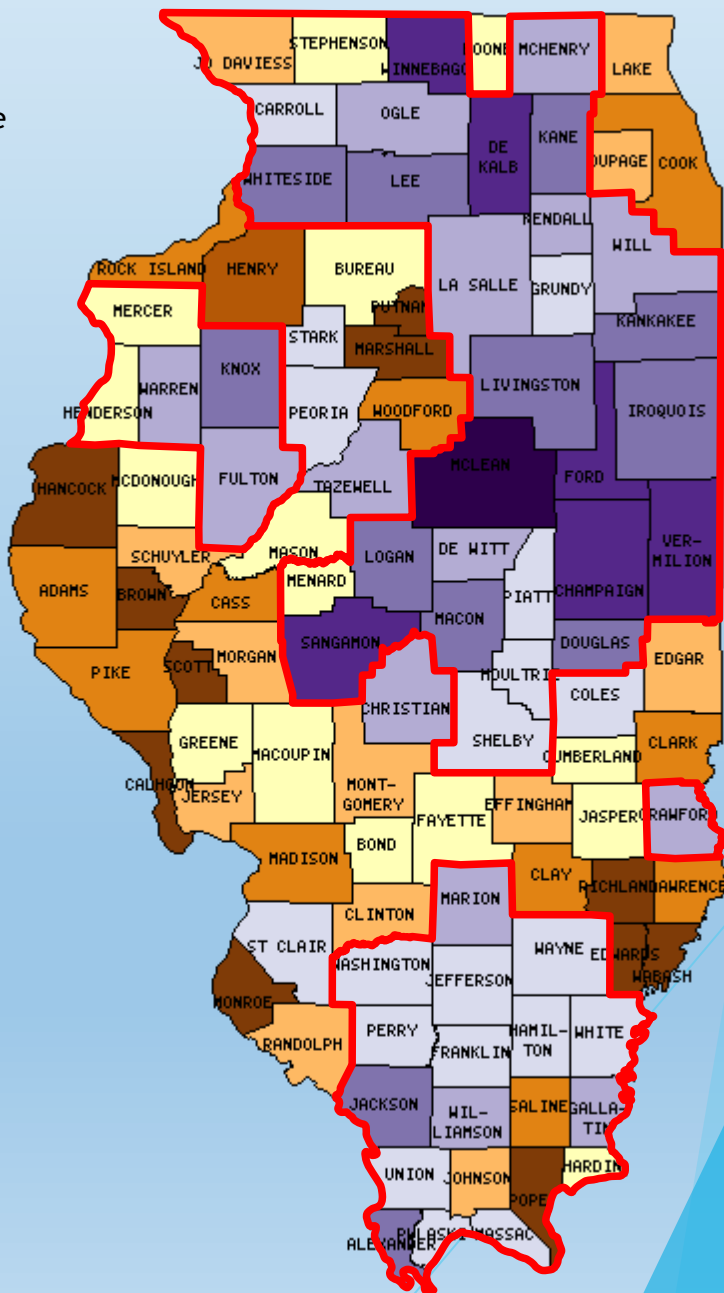 e
STEPHENSON
JO DAVIESS
WINNEBAGO
BOONE
MCHENRY
LAKE
CARROLL
OGLE
DE
KALB
KANE
DUPAGE
COOK
WHITESIDE
LEE
KENDALL
WILL
ROCK ISLAND
HENRY
BUREAU
LA SALLE
GRUNDY
PUTNAM
MERCER
KANKAKEE
STARK
MARSHALL
KNOX
WARREN
LIVINGSTON
HENDERSON
PEORIA
WOODFORD
IROQUOIS
MCLEAN
FORD
HANCOCK
MCDONOUGH
FULTON
TAZEWELL
VER-
MILION
MASON
LOGAN
DE WITT
SCHUYLER
MENARD
ADAMS
BROWN
CASS
PIATT
CHAMPAIGN
MACON
SANGAMON
DOUGLAS
PIKE
SCOTT
MORGAN
MOULTRIE
EDGAR
COLES
CHRISTIAN
SHELBY
GREENE
MACOUPIN
CUMBERLAND
CLARK
CALHOUN
JERSEY
MONT-
GOMERY
FAYETTE
EFFINGHAM
JASPER
CRAWFORD
BOND
MADISON
CLAY
RICHLAND
LAWRENCE
MARION
CLINTON
ST CLAIR
WASHINGTON
JEFFERSON
WAYNE
EDWARDS
WABASH
MONROE
PERRY
HAMIL-
TON
WHITE
RANDOLPH
FRANKLIN
JACKSON
WIL-
LIAMSON
SALINE
GALLA-
TIN
UNION
JOHNSON
POPE
HARDIN
ALEXANDER
PULASKI
MASSAC